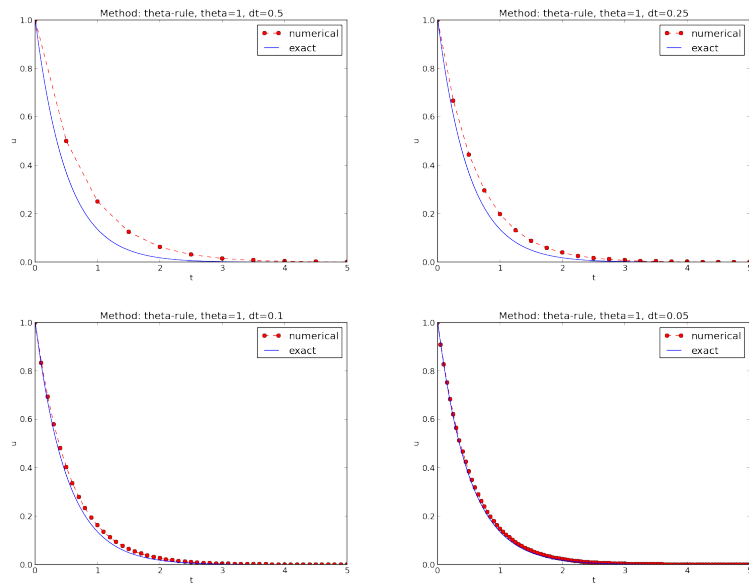 Method: theta-rule, theta=1, dt=0.5
numerical
exact
1.0
0.8
0.6
0.4
0.2
0.0
u
0 1 2 3 4 5
t
Method: theta-rule, theta=1, dt=0.25
numerical
exact
1.0
0.8
0.6
0.4
0.2
0.0
u
0 1 2 3 4 5
t
Method: theta-rule, theta=1, dt=0.1
numerical
exact
1.0
0.8
0.6
0.4
0.2
0.0
u
0 1 2 3 4 5
t
Method: theta-rule, theta=1, dt=0.05
numerical
exact
1.0
0.8
0.6
0.4
0.2
0.0
u
0 1 2 3 4 5
t